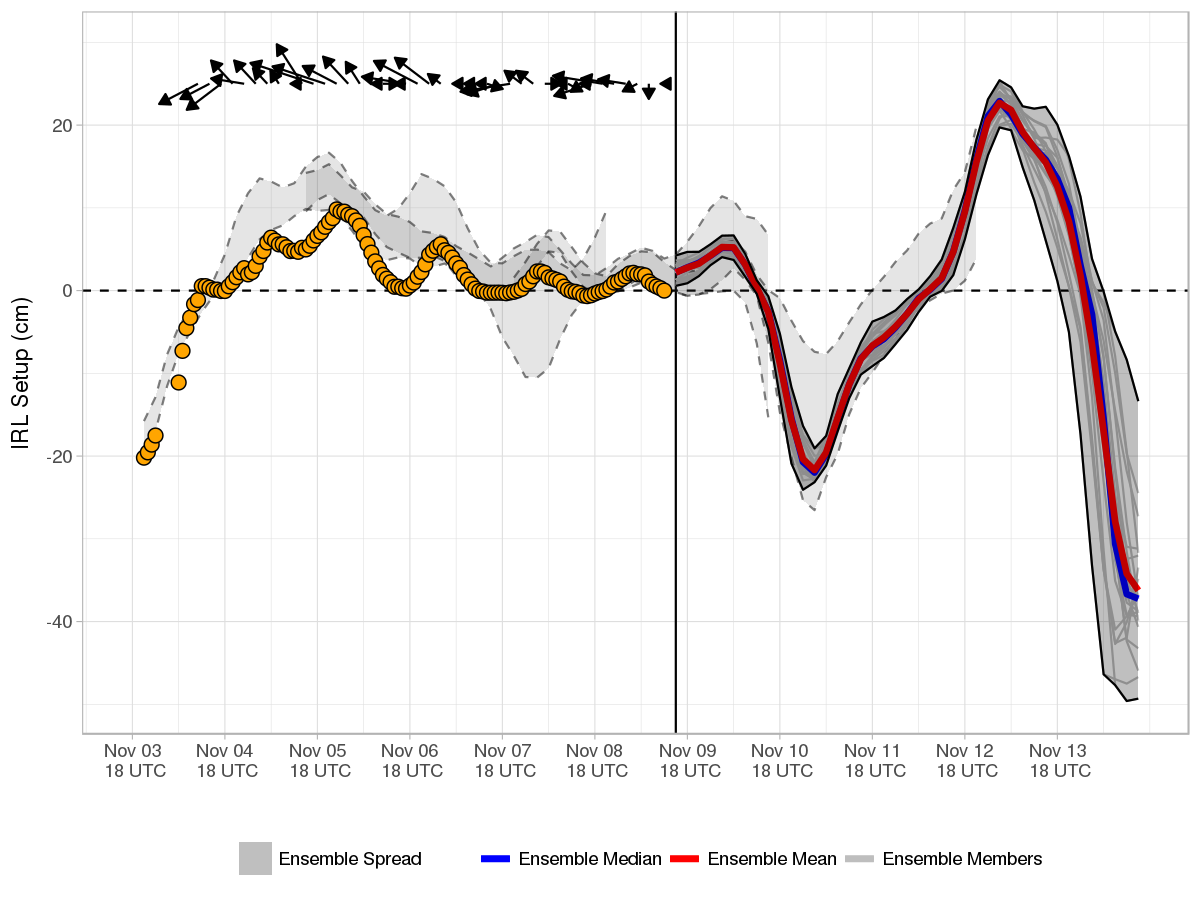 IRL Setup (cm)
20
0
-20
-40
Nov 03 Nov 04 Nov 05 Nov 06 Nov 07 Nov 08 Nov 09 Nov 10 Nov 11 Nov 12 Nov 13
18 UTC 18 UTC 18 UTC 18 UTC 18 UTC 18 UTC 18 UTC 18 UTC 18 UTC 18 UTC 18 UTC
Ensemble Spread Ensemble Median Ensemble Mean Ensemble Members